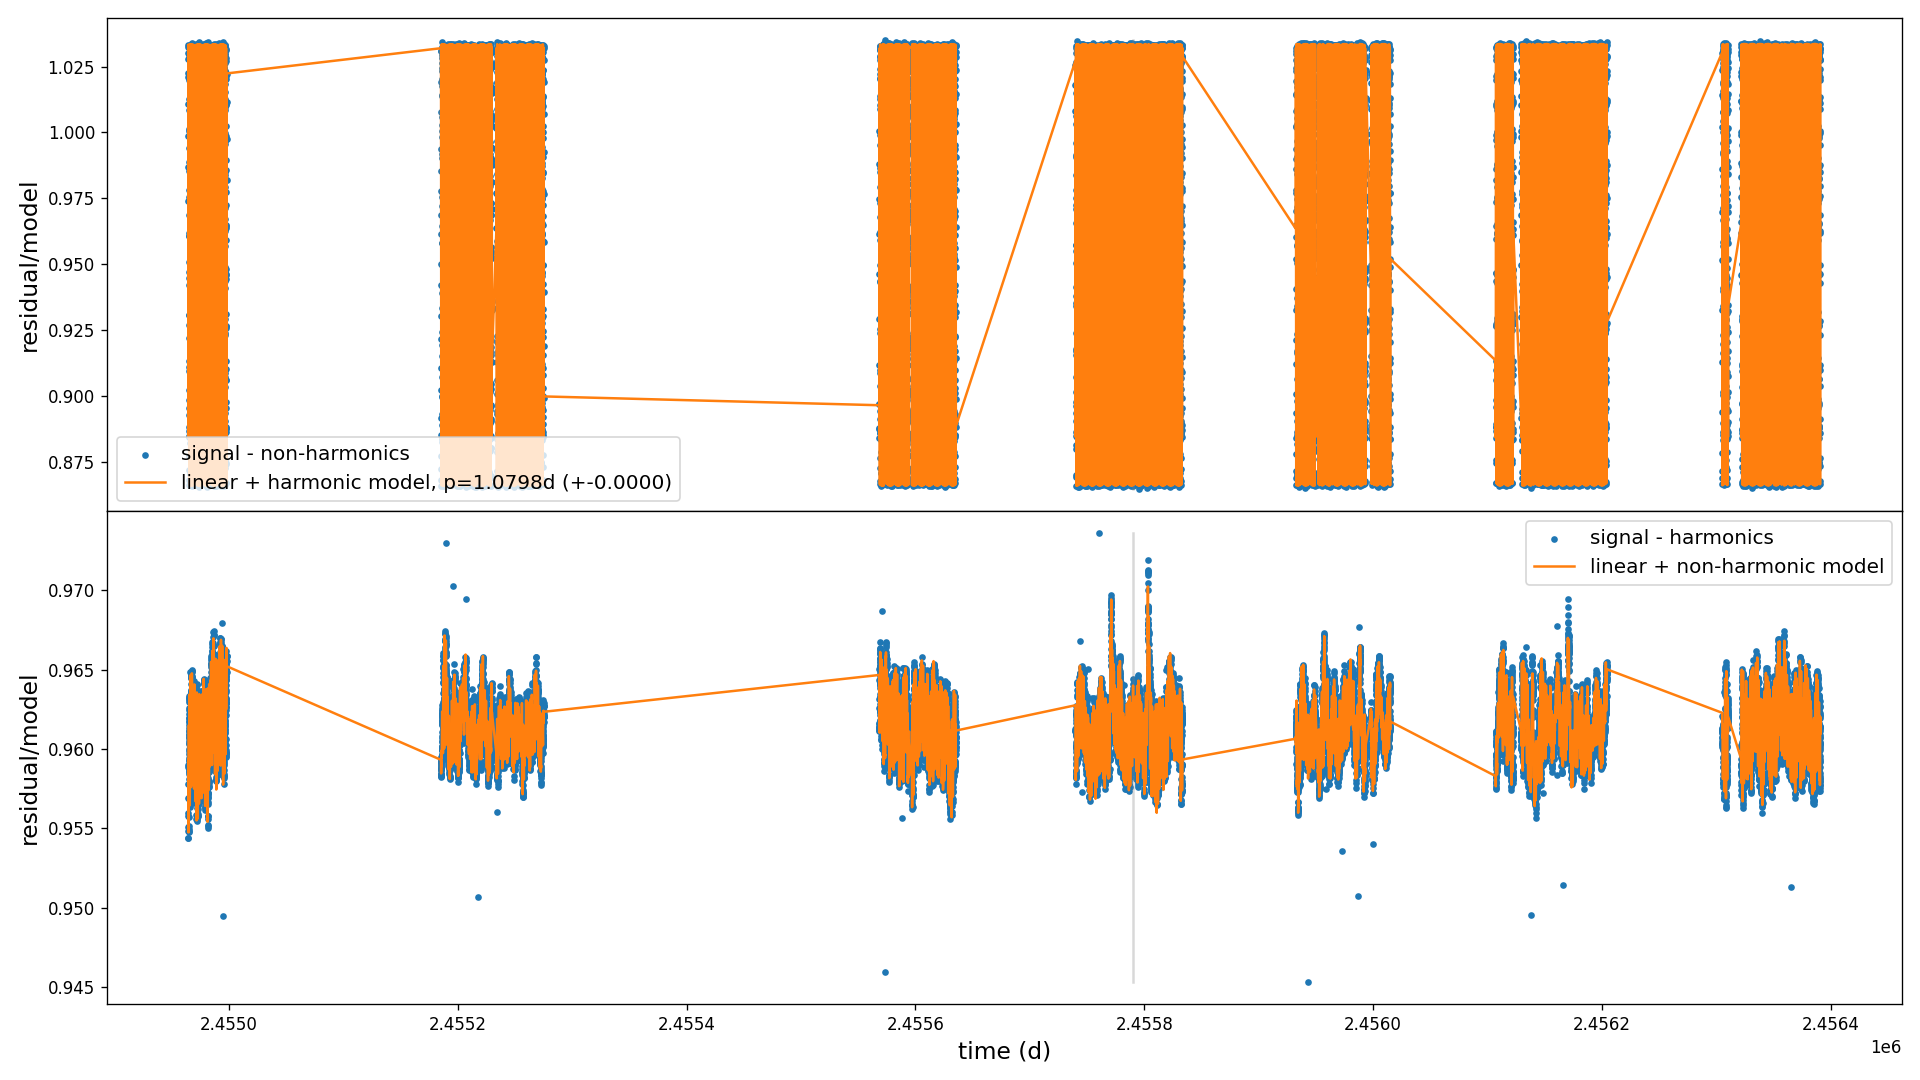 1.025
1.000
0.975
0.950
0.925
0.900
0.875
residual/model
signal - non-harmonics
linear + harmonic model, p=1.0798d (+-0.0000)
signal - harmonics
linear + non-harmonic model
0.970
0.965
0.960
0.955
0.950
0.945
residual/model
2.4550 2.4552 2.4554 2.4556 2.4558 2.4560 2.4562 2.4564
1e6
time (d)